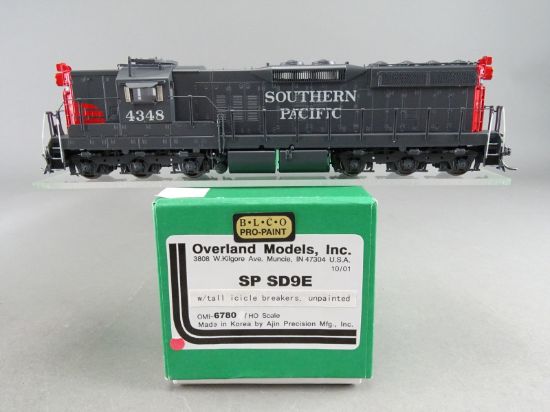 4348
SOUTHERN
PACIFIC
B•L•C•O
PRO-PAINT
Overland Models, Inc.
3808 W.Kilgore Ave. Muncie, IN 47304 U.S.A.
10/01
SP SD9E
w/tall icicle breakers, unpainted
OMI-6780 /HO Scale
Made in Korea by Ajin Precision Mfg., Inc.